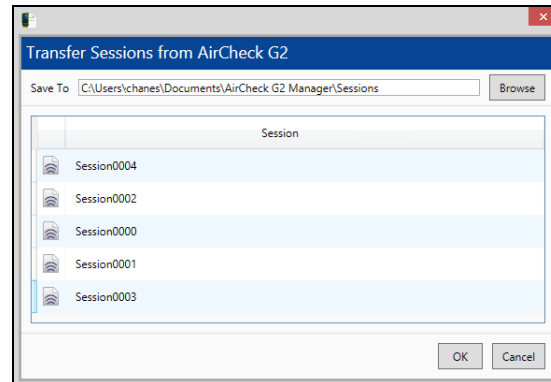 Transfer Sessions from AirCheck G2
Save To C:\Users\chanes\Documents\AirCheck G2 Manager\Sessions Browse
Session
Session0004
Session0002
Session0000
Session0001
Session0003
OK Cancel